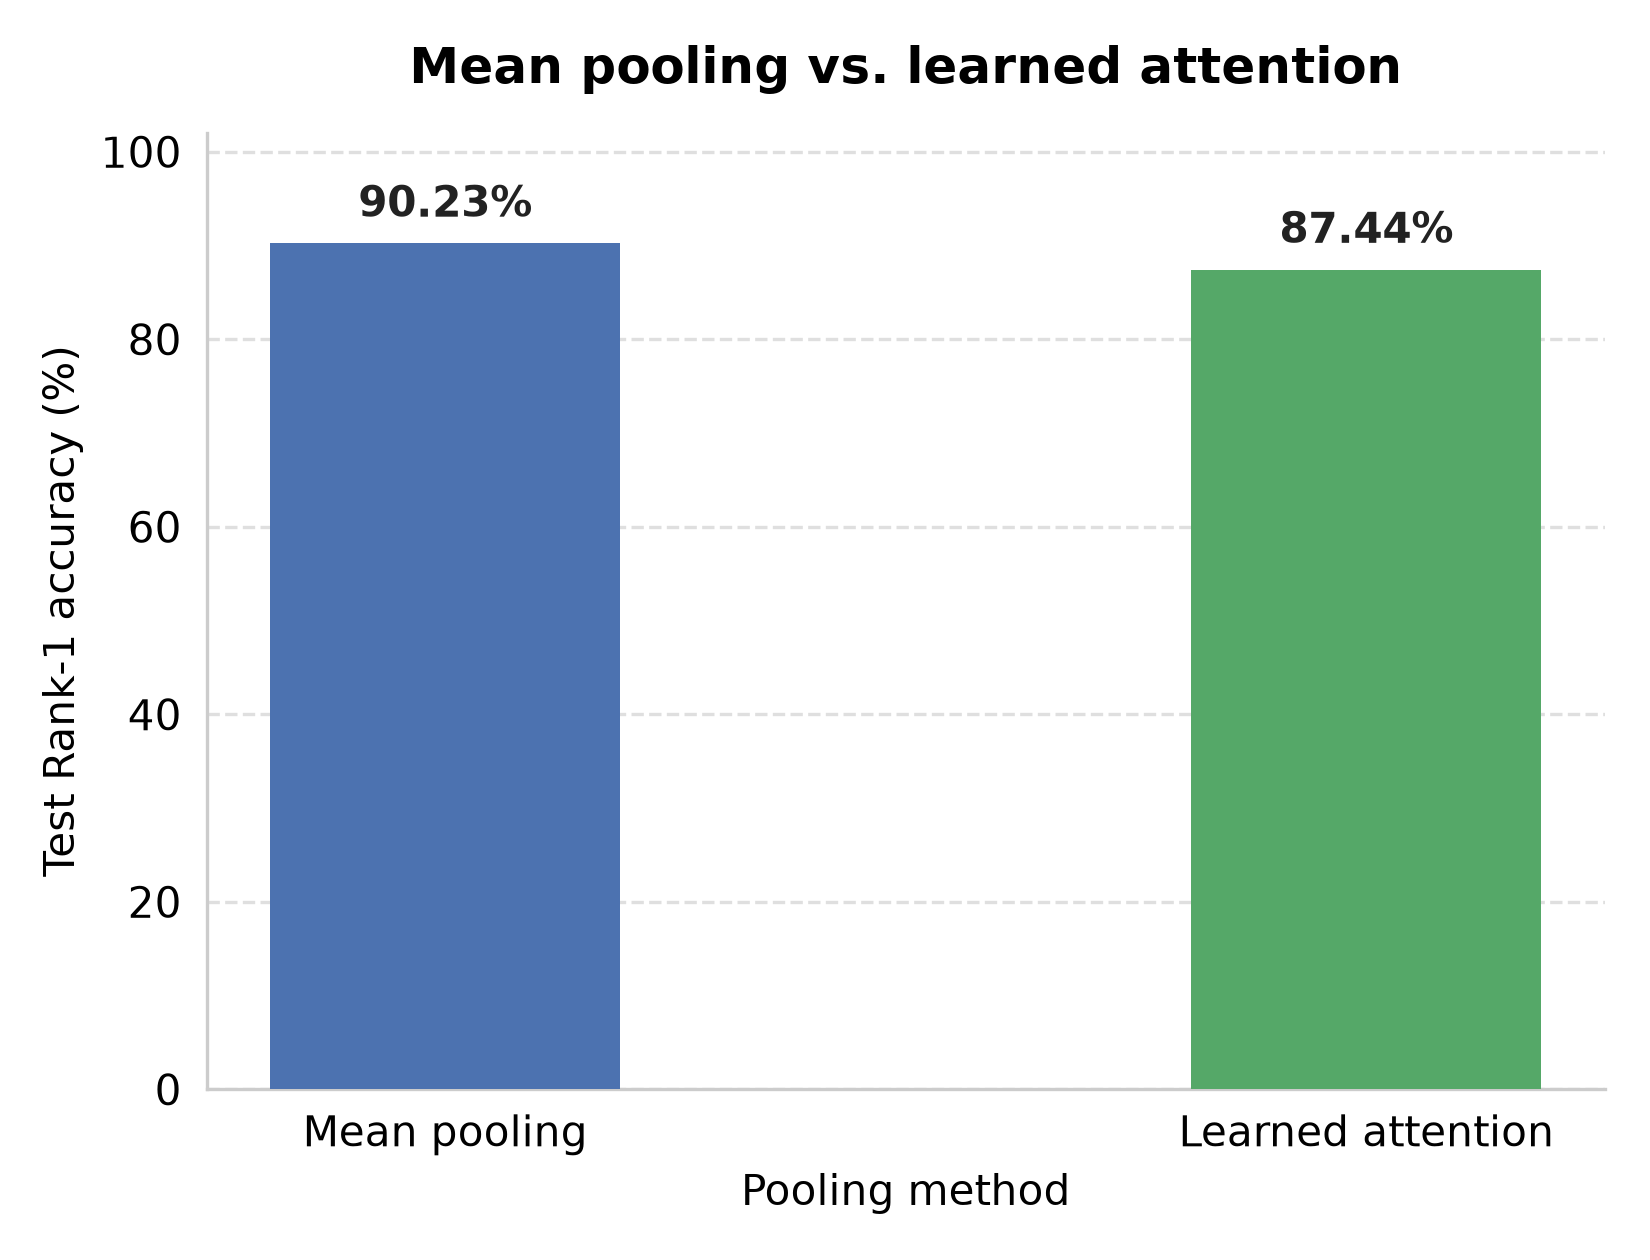 Mean pooling vs. learned attention
100
90.23%
87.44%
80
60
40
20
0
Test Rank-1 accuracy (%)
Mean pooling
Learned attention
Pooling method